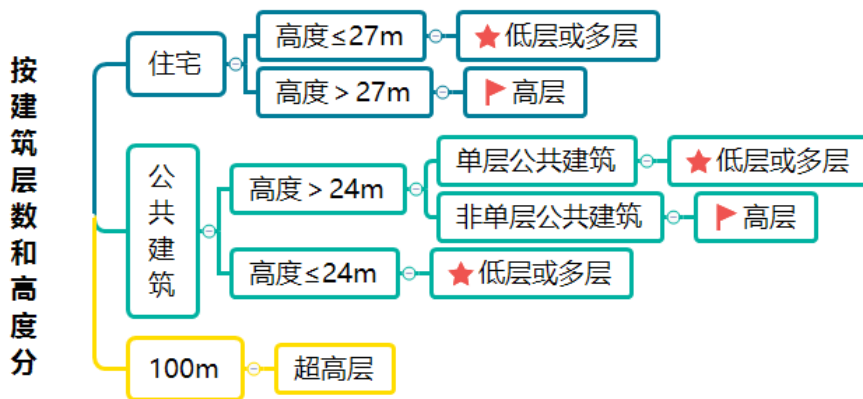 按建筑层数和高度分
住宅
高度≤27m
低层或多层
高度>27m
高层
公共建筑
高度>24m
单层公共建筑
低层或多层
非单层公共建筑
高层
高度≤24m
低层或多层
100m
超高层